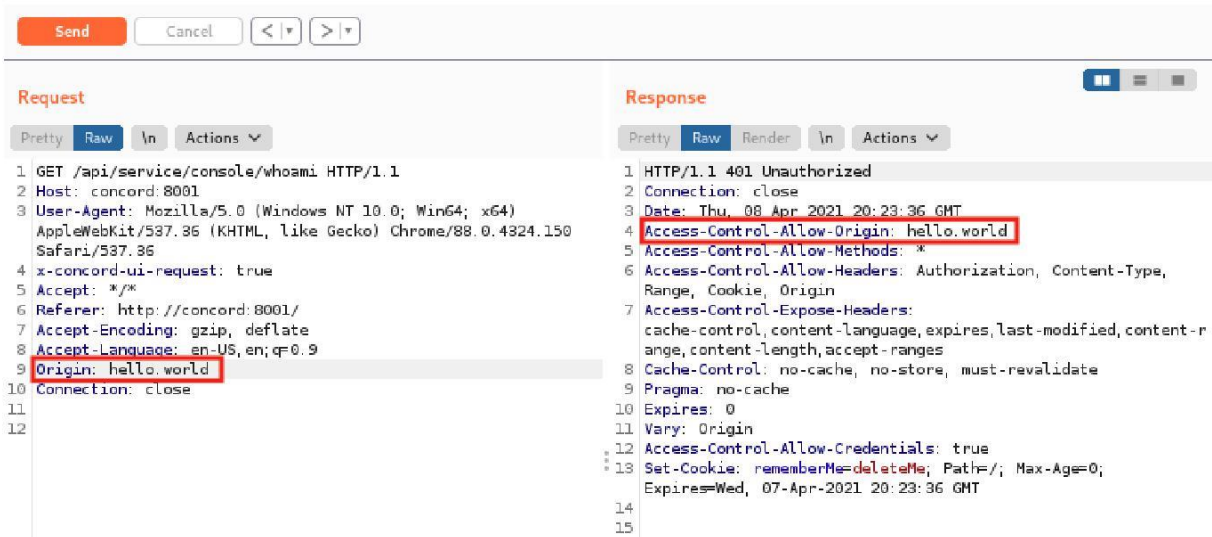 Send Cancel < >
Request
Pretty Raw \n Actions
1 GET /api/service/console/whoami HTTP/1.1
2 Host: concord:8001
3 User-Agent: Mozilla/5.0 (Windows NT 10.0; Win64; x64)
AppleWebKit/537.36 (KHTML, like Gecko) Chrome/88.0.4324.150
Safari/537.36
4 x-concord-ui-request: true
5 Accept: */*
6 Referer: http://concord:8001/
7 Accept-Encoding: gzip, deflate
8 Accept-Language: en-US,en;q=0.9
9 Origin: hello.world
10 Connection: close
11
12
Response
Pretty Raw Render \n Actions
1 HTTP/1.1 401 Unauthorized
2 Connection: close
3 Date: Thu, 08 Apr 2021 20:23:36 GMT
4 Access-Control-Allow-Origin: hello.world
5 Access-Control-Allow-Methods: *
6 Access-Control-Allow-Headers: Authorization, Content-Type,
Range, Cookie, Origin
7 Access-Control-Expose-Headers:
cache-control,content-language,expires,last-modified,content-r
ange,content-length,accept-ranges
8 Cache-Control: no-cache, no-store, must-revalidate
9 Pragma: no-cache
10 Expires: 0
11 Vary: Origin
12 Access-Control-Allow-Credentials: true
13 Set-Cookie: rememberMe=deleteMe; Path=/; Max-Age=0;
Expires=Wed, 07-Apr-2021 20:23:36 GMT
14
15